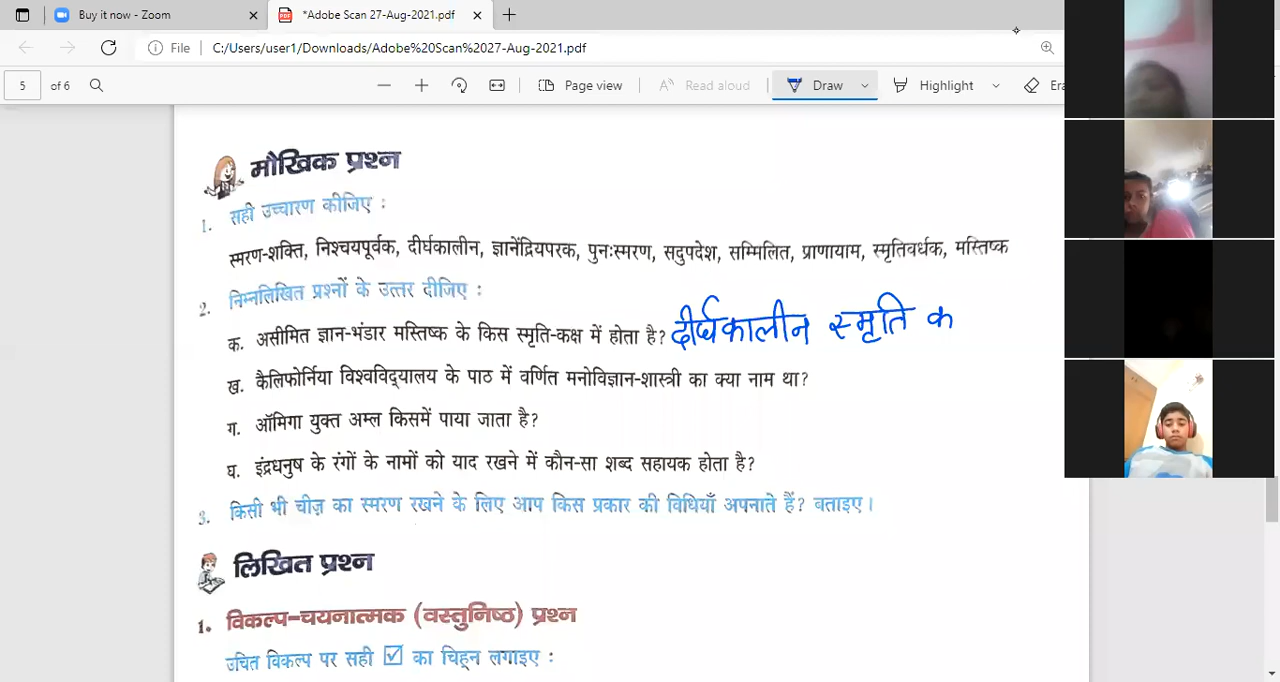 Buy it now - Zoom
*Adobe Scan 27-Aug-2021.pdf
File C:/Users/user1/Downloads/Adobe%20Scan%2027-Aug-2021.pdf
5 of 6 Page view Read aloud Draw Highlight Era
मौखिक प्रश्न
1. सही उच्चारण कीजिए :
स्मरण-शक्ति, निश्चयपूर्वक, दीर्घकालीन, ज्ञानेंद्रियपरक, पुनःस्मरण, सदुपदेश, सम्मिलित, प्राणायाम, स्मृतिवर्धक, मस्तिष्क
2. निम्नलिखित प्रश्नों के उत्तर दीजिए :
क. असीमित ज्ञान-भंडार मस्तिष्क के किस स्मृति-कक्ष में होता है? दीर्घकालीन स्मृति क
ख. कैलिफोर्निया विश्वविद्यालय के पाठ में वर्णित मनोविज्ञान-शास्त्री का क्या नाम था?
ग. ऑमिगा युक्त अम्ल किसमें पाया जाता है?
घ. इंद्रधनुष के रंगों के नामों को याद रखने में कौन-सा शब्द सहायक होता है?
3. किसी भी चीज़ का स्मरण रखने के लिए आप किस प्रकार की विधियाँ अपनाते हैं? बताइए।
लिखित प्रश्न
1. विकल्प-चयनात्मक (वस्तुनिष्ठ) प्रश्न
उचित विकल्प पर सही ☑ का चिह्न लगाइए :